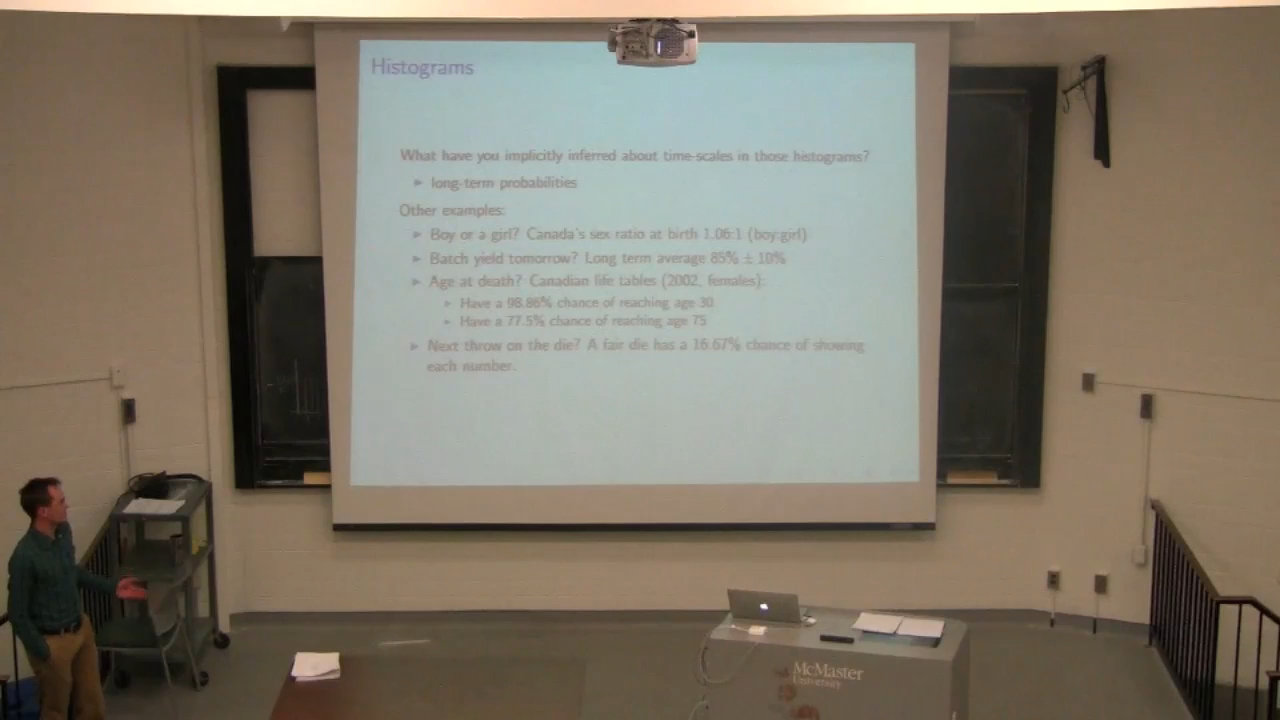 Histograms
What have you implicitly inferred about time-scales in those histograms?
▶ long-term probabilities
Other examples:
▶ Boy or a girl? Canada's sex ratio at birth 1.06:1 (boy:girl)
▶ Batch yield tomorrow? Long term average 85% ± 10%
▶ Age at death? Canadian life tables (2002, females):
▶ Have a 98.86% chance of reaching age 30
▶ Have a 77.5% chance of reaching age 75
▶ Next throw on the die? A fair die has a 16.67% chance of showing
each number.
McMaster
University